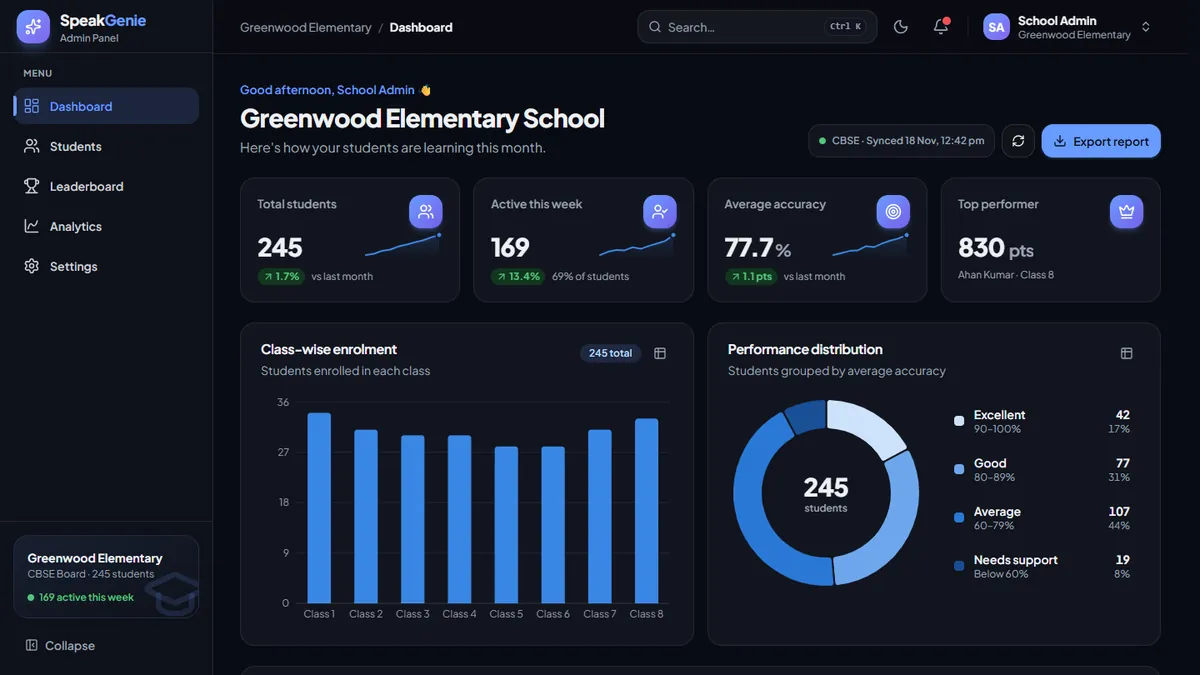 SpeakGenie
Admin Panel
MENU
Dashboard
Students
Leaderboard
Analytics
Settings
Greenwood Elementary
CBSE Board · 245 students
169 active this week
Collapse
Greenwood Elementary / Dashboard
Search...
Ctrl K
SA
School Admin
Greenwood Elementary
Good afternoon, School Admin 👋
Greenwood Elementary School
Here's how your students are learning this month.
CBSE · Synced 18 Nov, 12:42 pm
Export report
Total students
245
1.7% vs last month
Active this week
169
13.4% 69% of students
Average accuracy
77.7%
1.1 pts vs last month
Top performer
830 pts
Ahan Kumar · Class 8
Class-wise enrolment
245 total
Students enrolled in each class
36
27
18
9
0
Class 1 Class 2 Class 3 Class 4 Class 5 Class 6 Class 7 Class 8
Performance distribution
Students grouped by average accuracy
245
students
Excellent 42
90–100% 17%
Good 77
80–89% 31%
Average 107
60–79% 44%
Needs support 19
Below 60% 8%